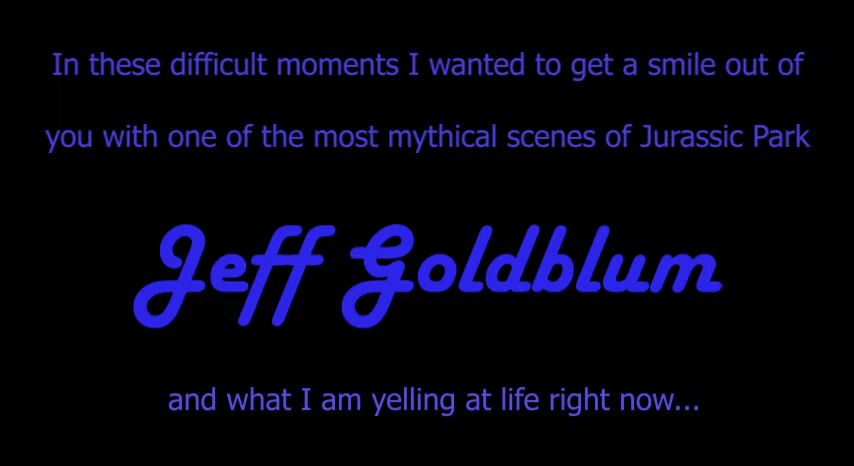 In these difficult moments I wanted to get a smile out of
you with one of the most mythical scenes of Jurassic Park
Jeff Goldblum
and what I am yelling at life right now...